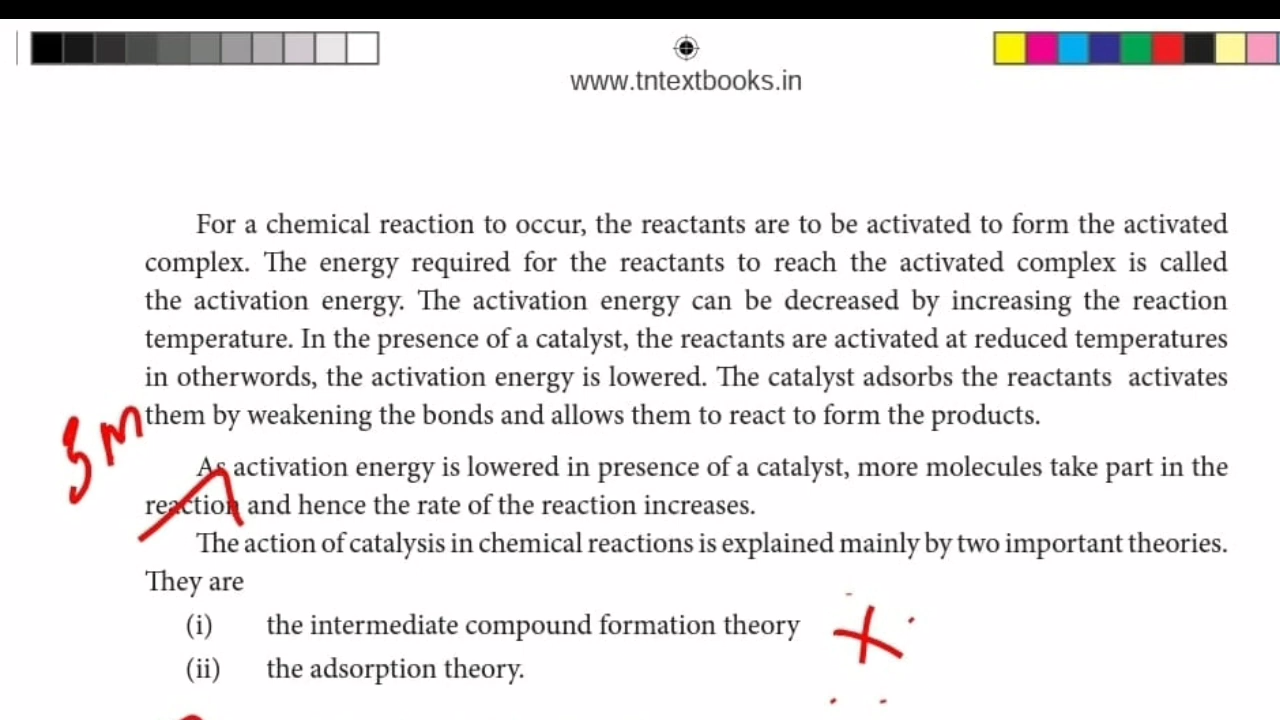 www.tntextbooks.in
For a chemical reaction to occur, the reactants are to be activated to form the activated
complex. The energy required for the reactants to reach the activated complex is called
the activation energy. The activation energy can be decreased by increasing the reaction
temperature. In the presence of a catalyst, the reactants are activated at reduced temperatures
in otherwords, the activation energy is lowered. The catalyst adsorbs the reactants activates
them by weakening the bonds and allows them to react to form the products.
3m
As activation energy is lowered in presence of a catalyst, more molecules take part in the
reaction and hence the rate of the reaction increases.
The action of catalysis in chemical reactions is explained mainly by two important theories.
They are
(i) the intermediate compound formation theory
(ii) the adsorption theory.